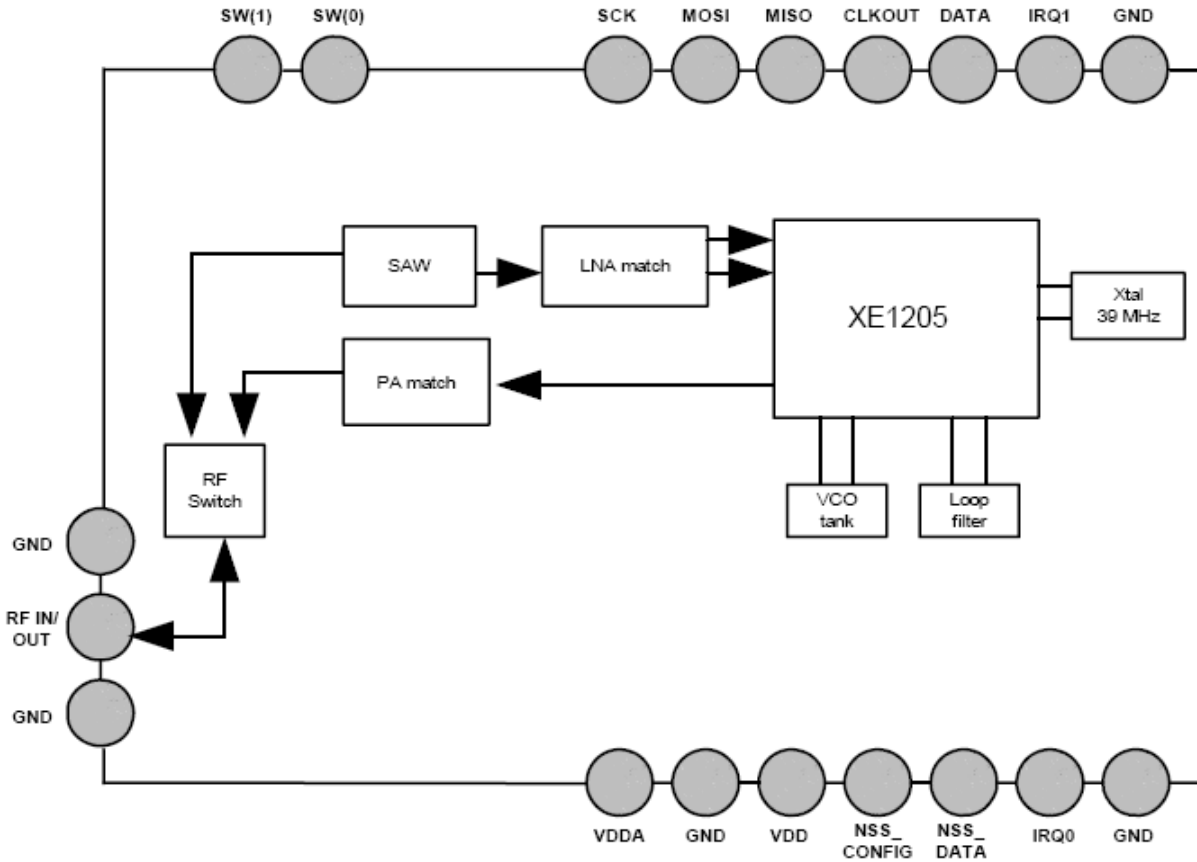 SW(1) SW(0) SCK MOSI MISO CLKOUT DATA IRQ1 GND
SAW
LNA match
XE1205
Xtal
39 MHz
PA match
RF
Switch
VCO
tank
Loop
filter
GND
RF IN/
OUT
GND
VDDA GND VDD NSS_
CONFIG NSS_
DATA IRQ0 GND